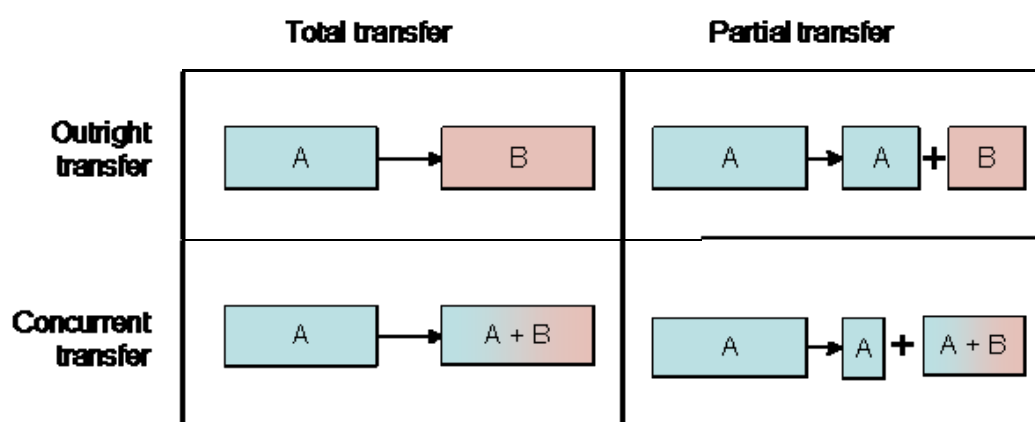 Total transfer
Partial transfer
Outright
transfer
A
B
A
A
+
B
Concurrent
transfer
A
A + B
A
A
+
A + B